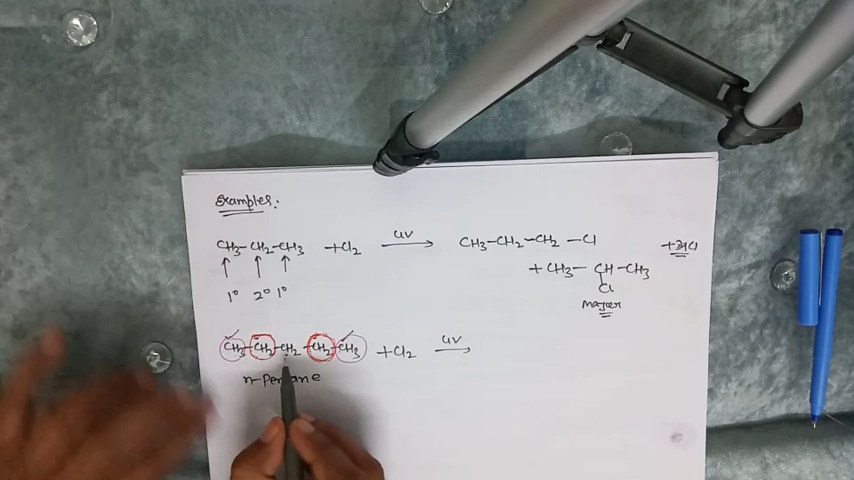 Examples:
CH3-CH2-CH3 +Cl2 uv CH3-CH2-CH2-Cl +HCl
1° 2° 1° +CH3-CH-CH3
Cl
major
CH3-CH2-CH2-CH2-CH3 +Cl2 uv
n-pentane